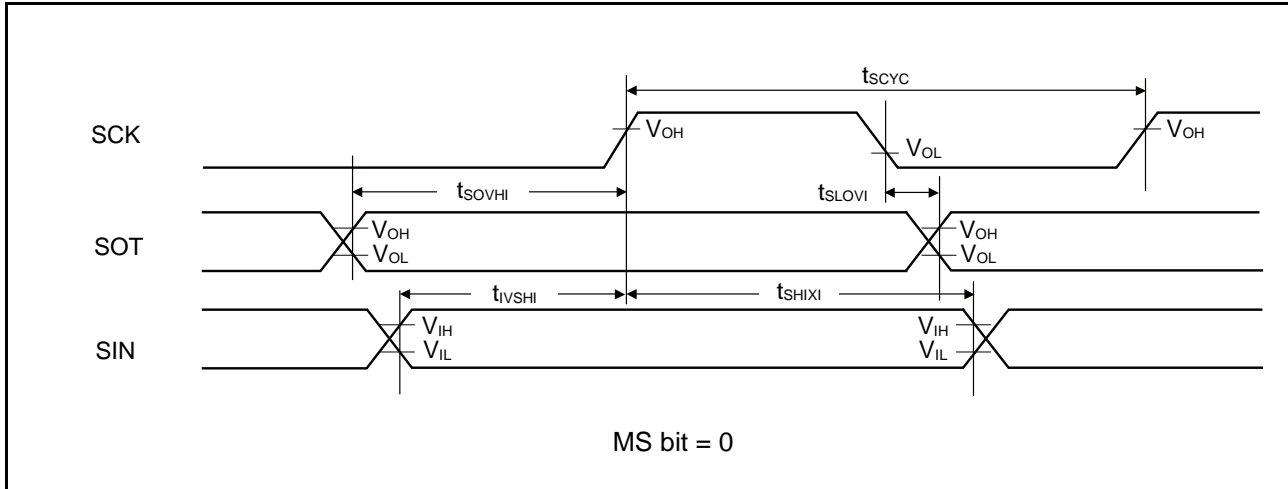 tSCYC
SCK
VOH
VOL
VOH
tSOVHI
tSLOVI
SOT
VOH
VOL
VOH
VOL
tIVSHI
tSHIXI
SIN
VIH
VIL
VIH
VIL
MS bit = 0